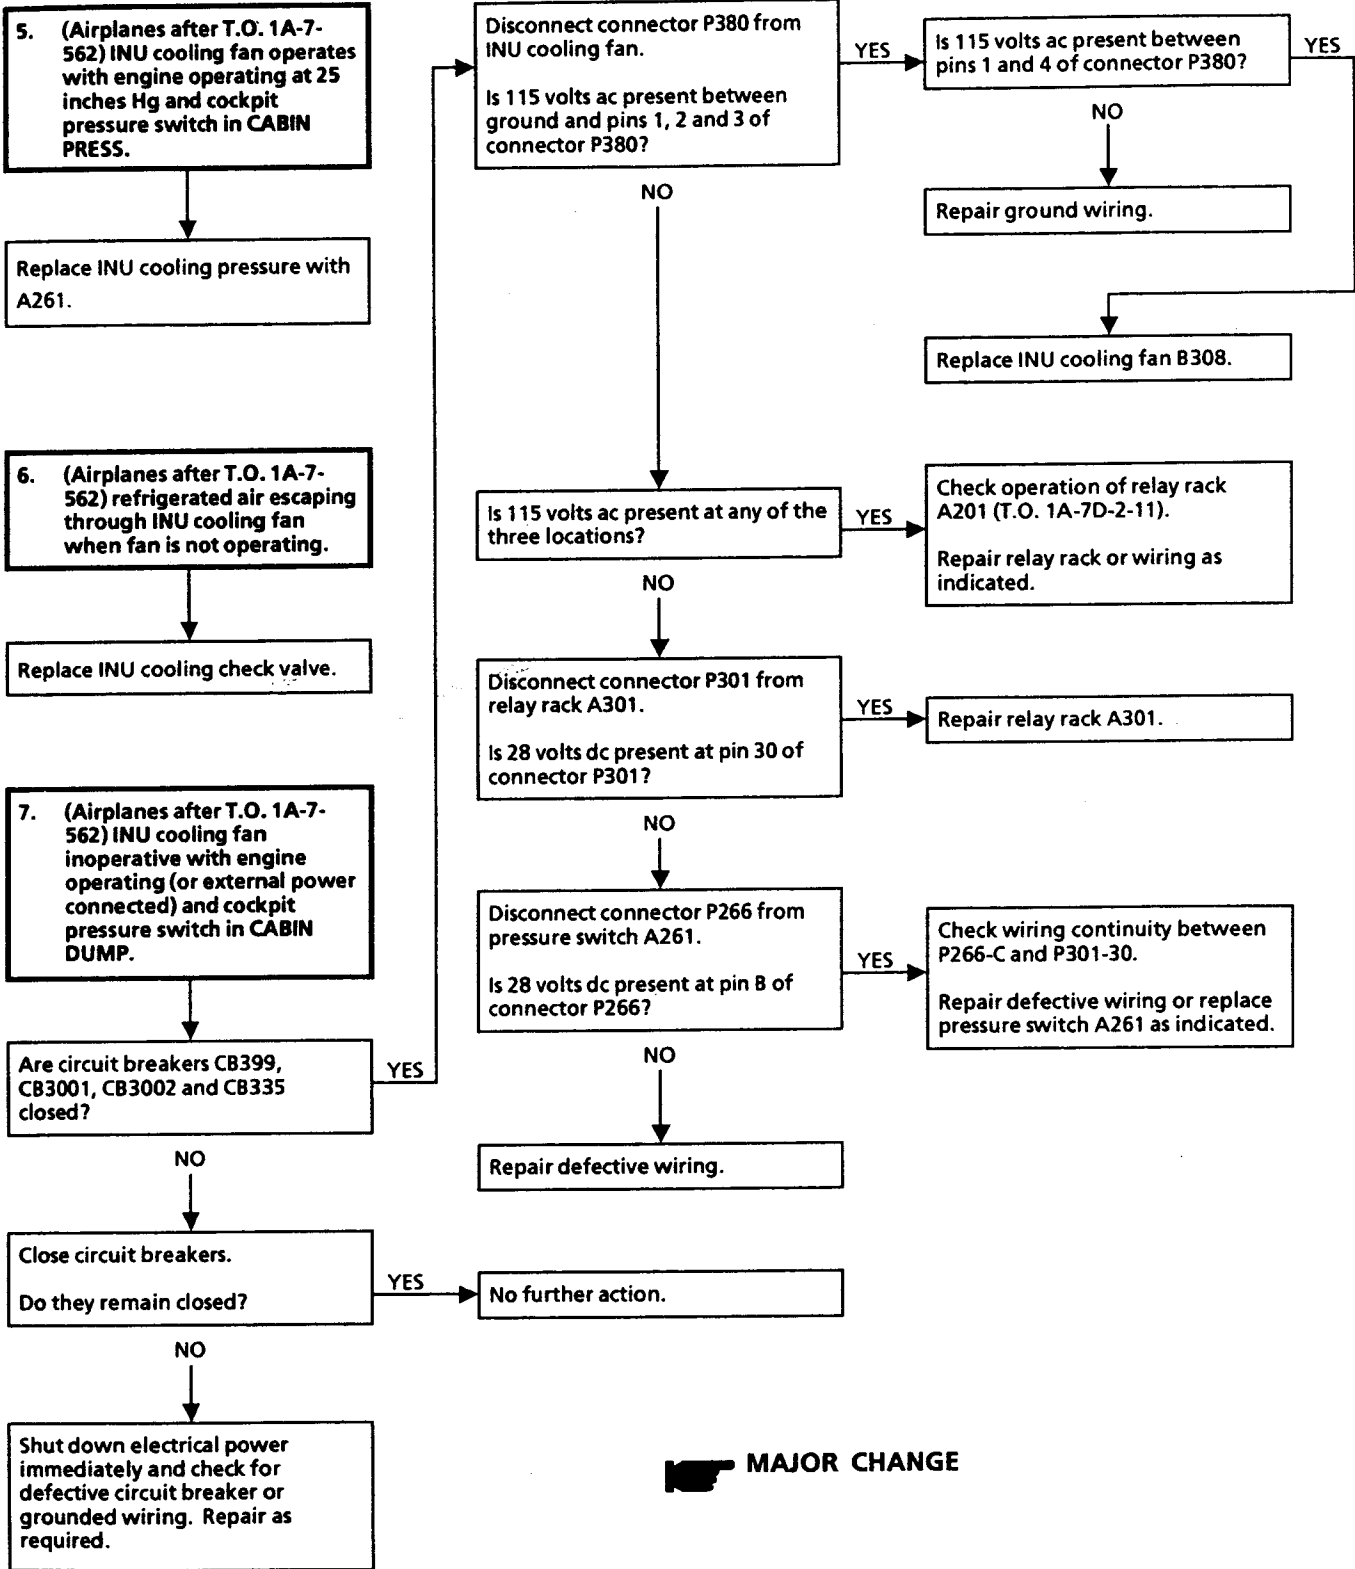 5. (Airplanes after T.O. 1A-7-
562) INU cooling fan operates
with engine operating at 25
inches Hg and cockpit
pressure switch in CABIN
PRESS.
Replace INU cooling pressure with
A261.
6. (Airplanes after T.O. 1A-7-
562) refrigerated air escaping
through INU cooling fan
when fan is not operating.
Replace INU cooling check valve.
7. (Airplanes after T.O. 1A-7-
562) INU cooling fan
inoperative with engine
operating (or external power
connected) and cockpit
pressure switch in CABIN
DUMP.
Are circuit breakers CB399,
CB3001, CB3002 and CB335
closed?
YES
NO
Close circuit breakers.
Do they remain closed?
YES
No further action.
NO
Shut down electrical power
immediately and check for
defective circuit breaker or
grounded wiring. Repair as
required.
Disconnect connector P380 from
INU cooling fan.
Is 115 volts ac present between
ground and pins 1, 2 and 3 of
connector P380?
YES
Is 115 volts ac present between
pins 1 and 4 of connector P380?
YES
NO
Repair ground wiring.
Replace INU cooling fan B308.
NO
Is 115 volts ac present at any of the
three locations?
YES
Check operation of relay rack
A201 (T.O. 1A-7D-2-11).
Repair relay rack or wiring as
indicated.
NO
Disconnect connector P301 from
relay rack A301.
Is 28 volts dc present at pin 30 of
connector P301?
YES
Repair relay rack A301.
NO
Disconnect connector P266 from
pressure switch A261.
Is 28 volts dc present at pin B of
connector P266?
YES
Check wiring continuity between
P266-C and P301-30.
Repair defective wiring or replace
pressure switch A261 as indicated.
NO
Repair defective wiring.
MAJOR CHANGE